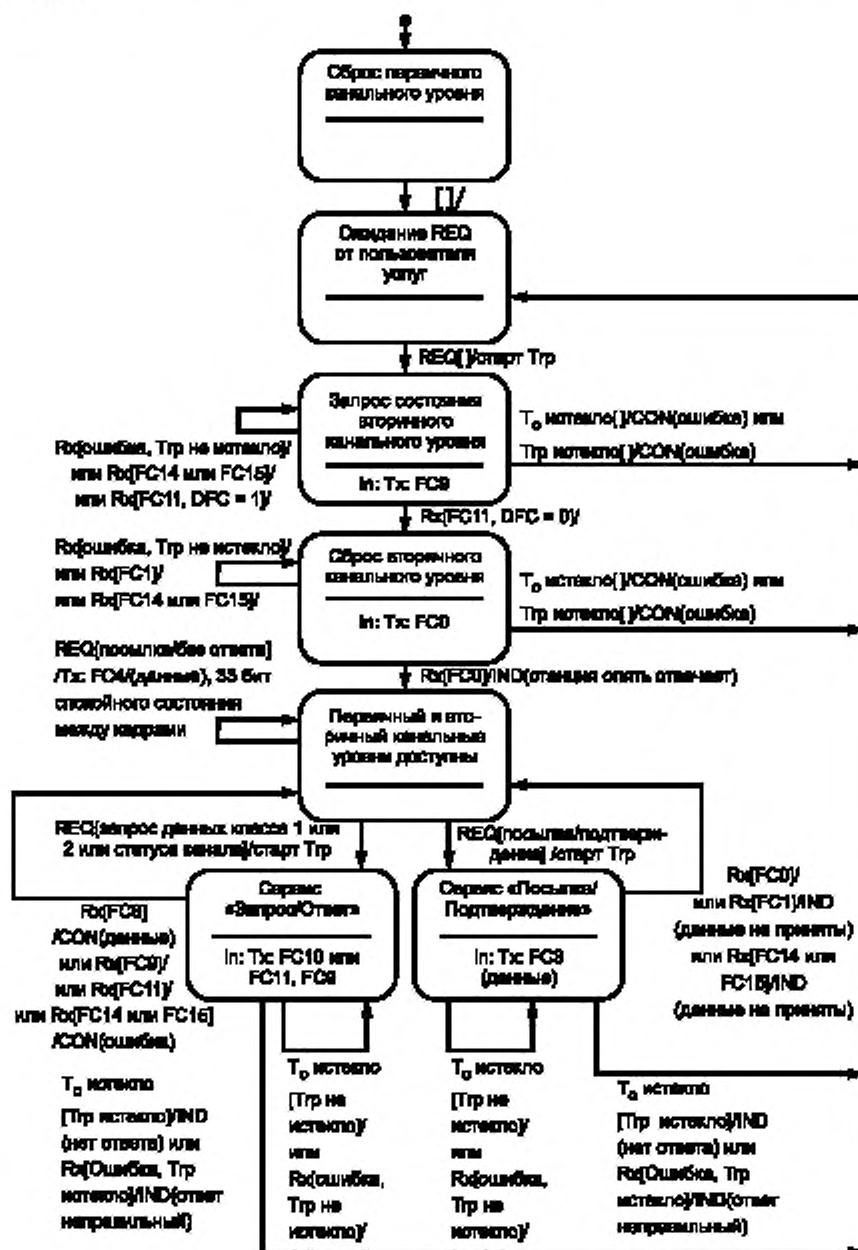 Сброс первичного
канального уровня
[ ]/
Ожидание REQ
от пользователя
услуг
REQ[ ]/старт Trp
Запрос состояния
вторичного
канального уровня
In: Tx: FC9
Rx[ошибка, Trp не истекло]/
или Rx[FC14 или FC15]/
или Rx[FC11, DFC = 1]/
T₀ истекло[ ]/CON(ошибка) или
Trp истекло[ ]/CON(ошибка)
Rx[FC11, DFC = 0]/
Rx[ошибка, Trp не истекло]/
или Rx[FC1]/
или Rx[FC14 или FC15]/
Сброс вторичного
канального уровня
In: Tx: FC0
T₀ истекло[ ]/CON(ошибка) или
Trp истекло[ ]/CON(ошибка)
REQ[посылка/без ответа]
/Tx: FC4/(данные), 33 бит
спокойного состояния
между кадрами
Rx[FC0]/IND(станция опять отвечает)
Первичный и вто-
ричный канальные
уровни доступны
REQ[запрос данных класса 1 или
2 или статуса канала]/старт Trp
REQ[посылка/подтверж-
дение] /старт Trp
Сервис
«Запрос/Ответ»
In: Tx: FC10 или
FC11, FC9
Сервис «Посылка/
Подтверждение»
In: Tx: FC3
(данные)
Rx[FC8]
/CON(данные)
или Rx[FC9]/
или Rx[FC11]/
или Rx[FC14 или FC15]
/CON(ошибка)
Rx[FC0]/
или Rx[FC1]/IND
(данные не приняты)
или Rx[FC14 или
FC15]/IND
(данные не приняты)
T₀ истекло
[Trp истекло]/IND
(нет ответа) или
Rx[Ошибка, Trp
истекло]/IND(ответ
неправильный)
T₀ истекло
[Trp не
истекло]/
или
Rx[ошибка,
Trp не
истекло]/
T₀ истекло
[Trp не
истекло]/
или
Rx[ошибка,
Trp не
истекло]/
T₀ истекло
[Trp истекло]/IND
(нет ответа) или
Rx[Ошибка, Trp
истекло]/IND(ответ
неправильный)